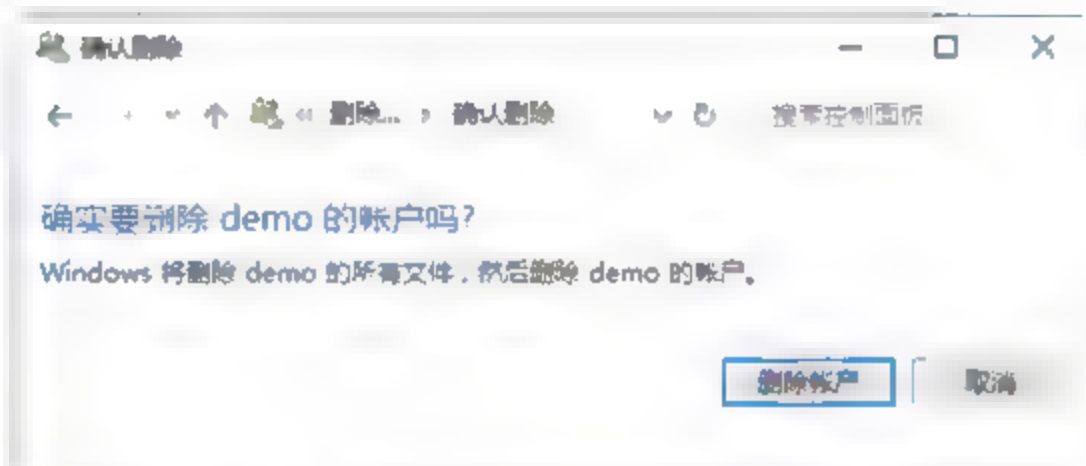 确认删除
« 删除... › 确认删除 搜索控制面板
确实要删除 demo 的帐户吗?
Windows 将删除 demo 的所有文件，然后删除 demo 的帐户。
删除帐户 取消